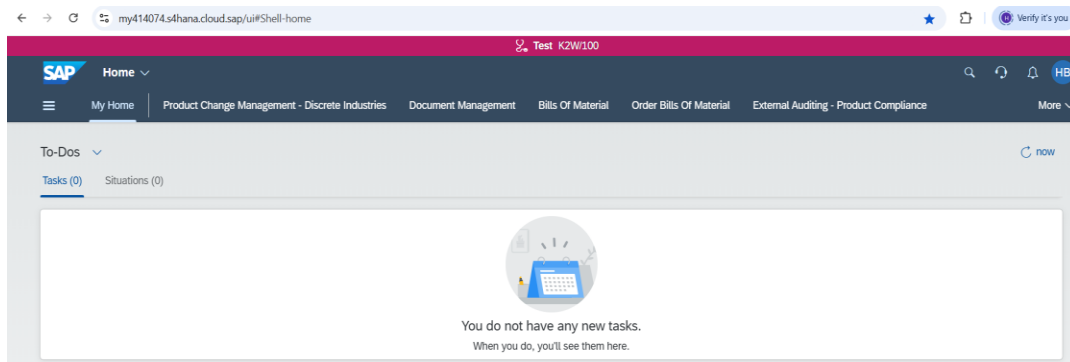 my414074.s4hana.cloud.sap/ui#Shell-home
Verify it's you
Test K2W/100
SAP Home
HB
My Home Product Change Management - Discrete Industries Document Management Bills Of Material Order Bills Of Material External Auditing - Product Compliance More
To-Dos
now
Tasks (0) Situations (0)
You do not have any new tasks.
When you do, you'll see them here.